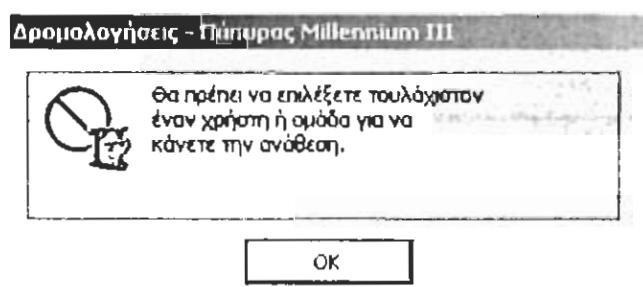 Δρομολογήσεις - Πάπυρος Millennium III
Θα πρέπει να επιλέξετε τουλάχιστον
έναν χρήστη ή ομάδα για να
κάνετε την ανάθεση.
OK